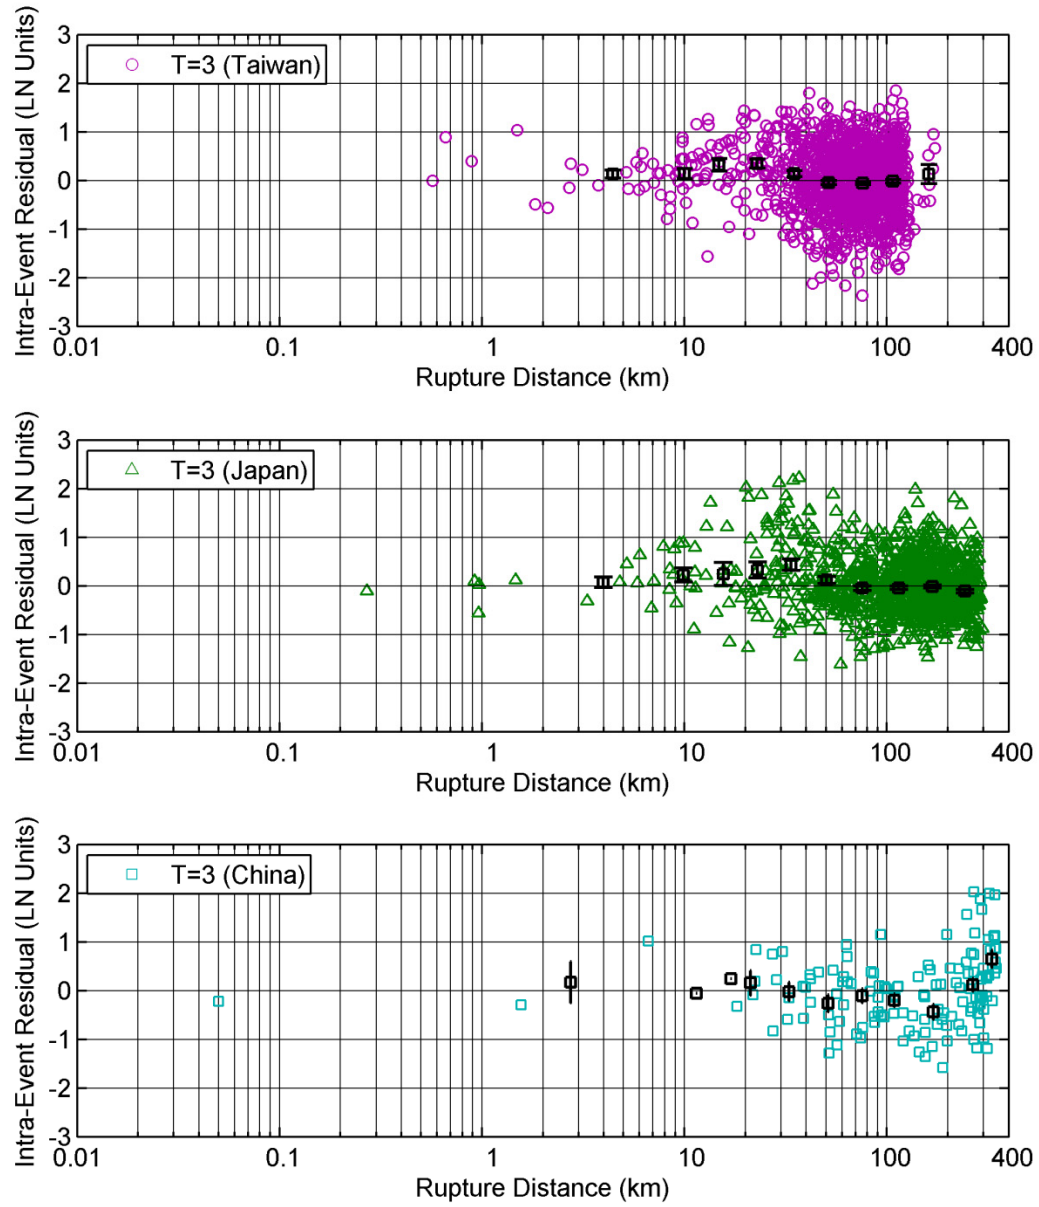 Intra-Event Residual (LN Units)
3
2
1
0
-1
-2
-3
T=3 (Taiwan)
0.01 0.1 1 10 100 400
Rupture Distance (km)
Intra-Event Residual (LN Units)
3
2
1
0
-1
-2
-3
T=3 (Japan)
0.01 0.1 1 10 100 400
Rupture Distance (km)
Intra-Event Residual (LN Units)
3
2
1
0
-1
-2
-3
T=3 (China)
0.01 0.1 1 10 100 400
Rupture Distance (km)